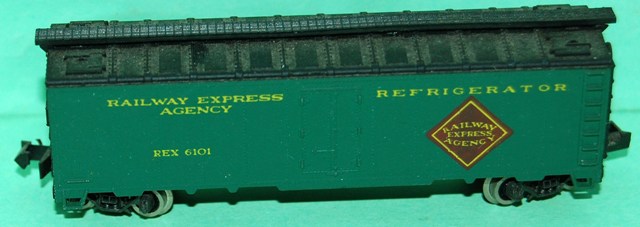 RAILWAY EXPRESS
AGENCY
REX 6101
REFRIGERATOR
RAILWAY
EXPRESS
AGENCY